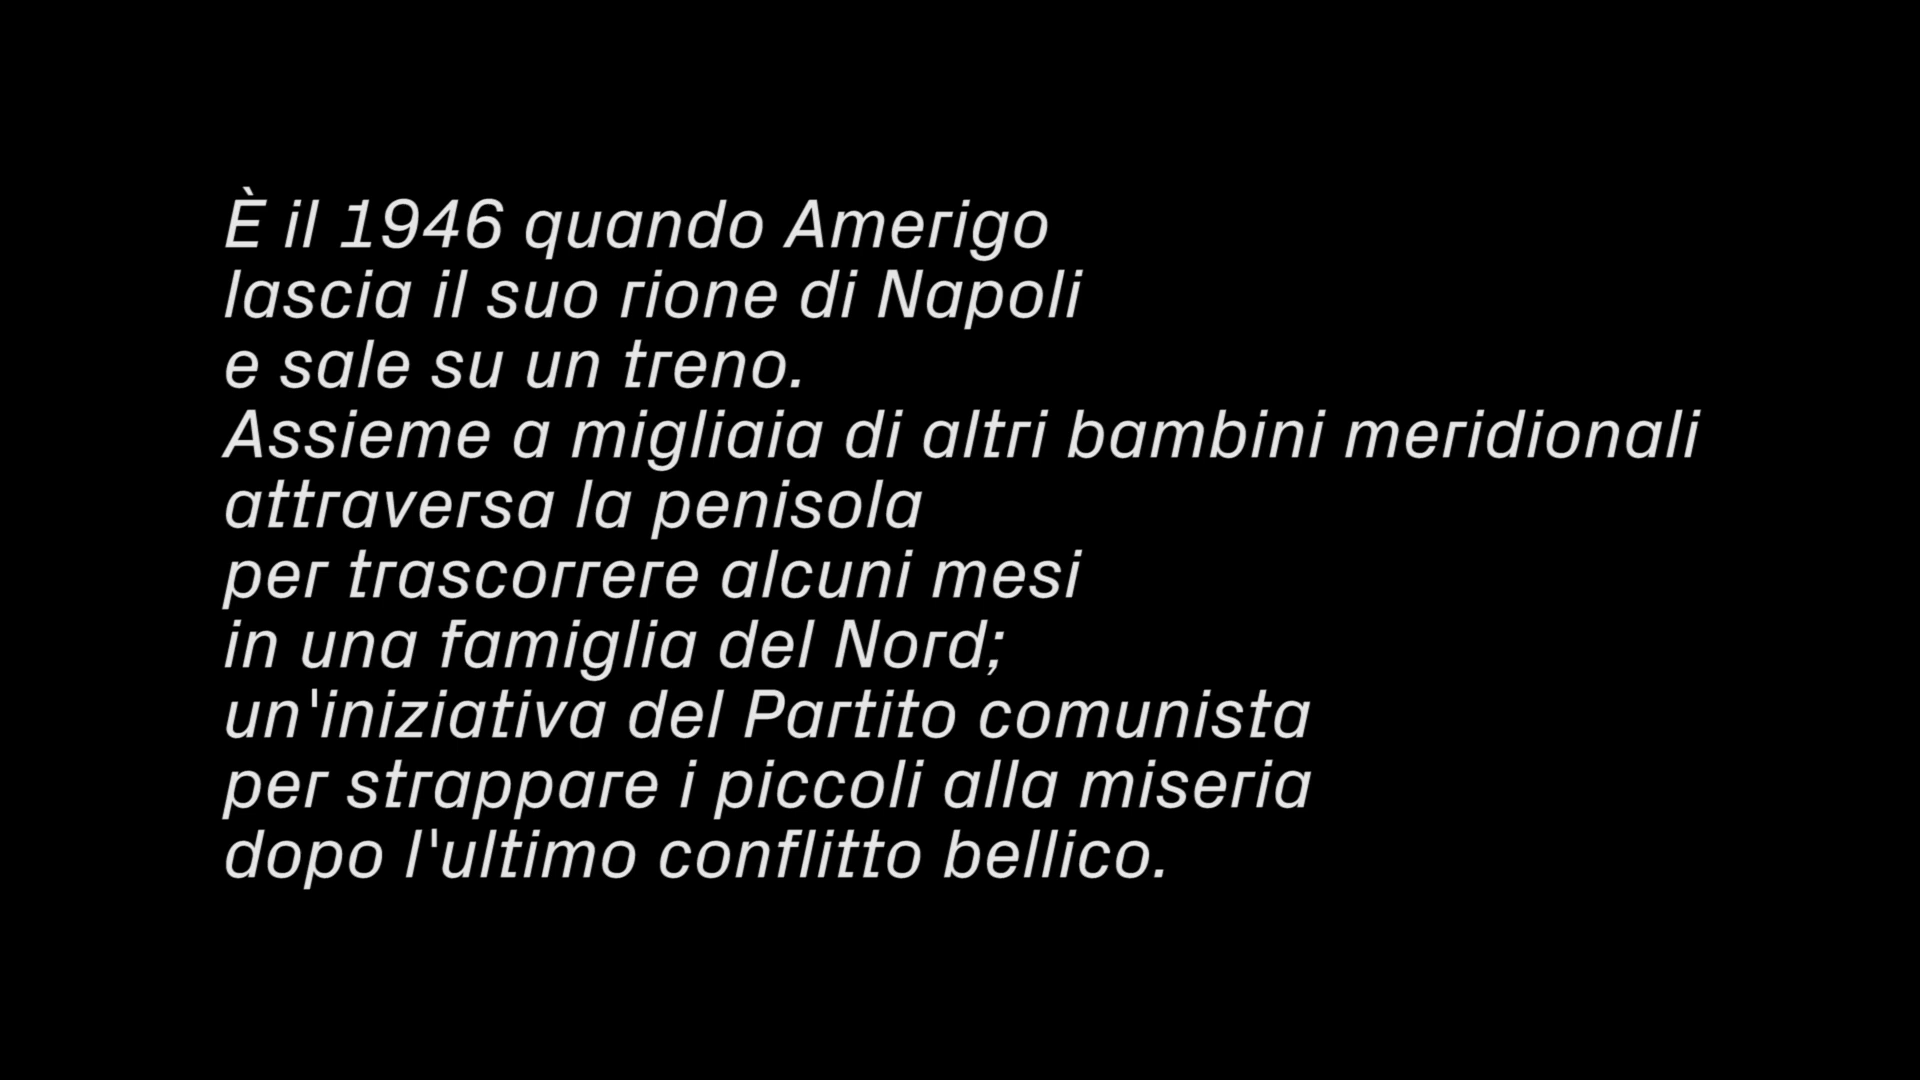 È il 1946 quando Amerigo
lascia il suo rione di Napoli
e sale su un treno.
Assieme a migliaia di altri bambini meridionali
attraversa la penisola
per trascorrere alcuni mesi
in una famiglia del Nord;
un'iniziativa del Partito comunista
per strappare i piccoli alla miseria
dopo l'ultimo conflitto bellico.